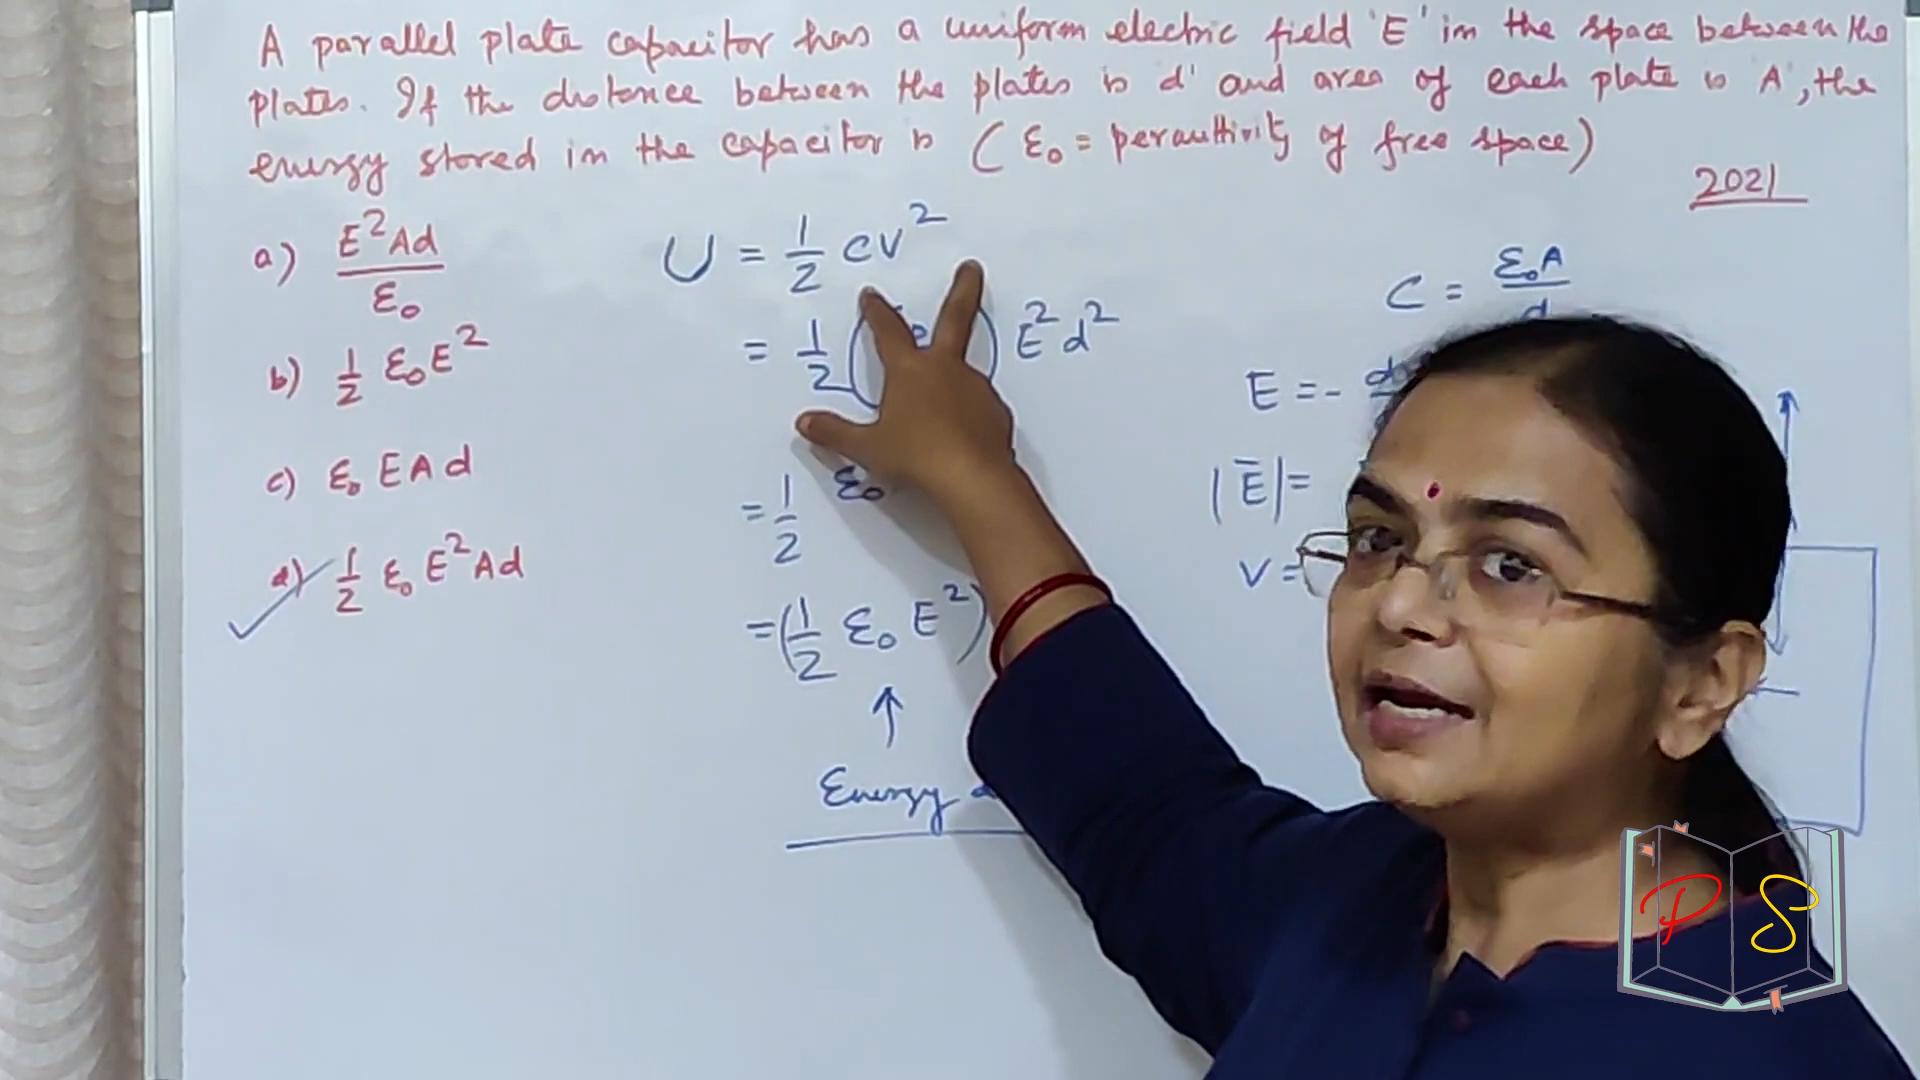 A parallel plate capacitor has a uniform electric field 'E' in the space between the
plates. If the distance between the plates is 'd' and area of each plate is 'A', the
energy stored in the capacitor is (ε₀ = permittivity of free space)
2021
a) E²Ad / ε₀
b) 1/2 ε₀E²
c) ε₀ EAd
d) 1/2 ε₀ E²Ad
U = 1/2 CV²
= 1/2 ( ) E²d²
= 1/2 ε₀
= (1/2 ε₀ E²)
Energy
C = ε₀A / d
E = -
|E| =
V =
PS